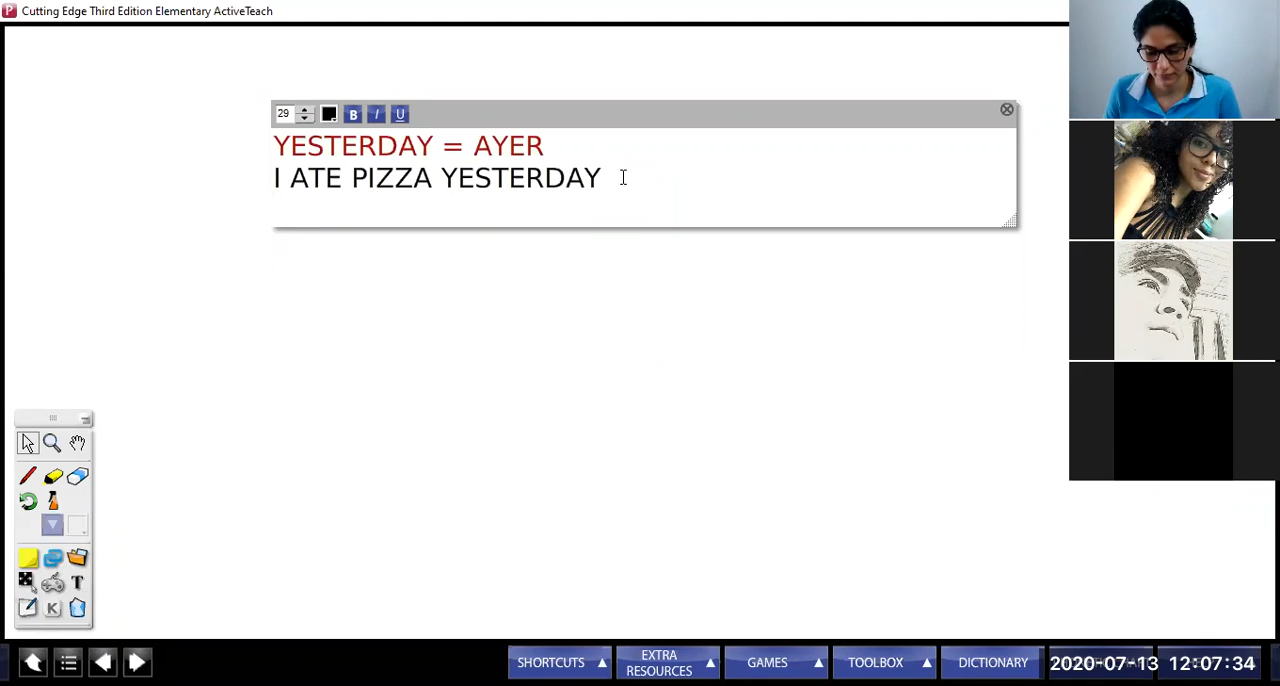 Cutting Edge Third Edition Elementary ActiveTeach
29 B I U
YESTERDAY = AYER
I ATE PIZZA YESTERDAY
T
K
SHORTCUTS
EXTRA
RESOURCES
GAMES
TOOLBOX
DICTIONARY
2020-07-13 12:07:34